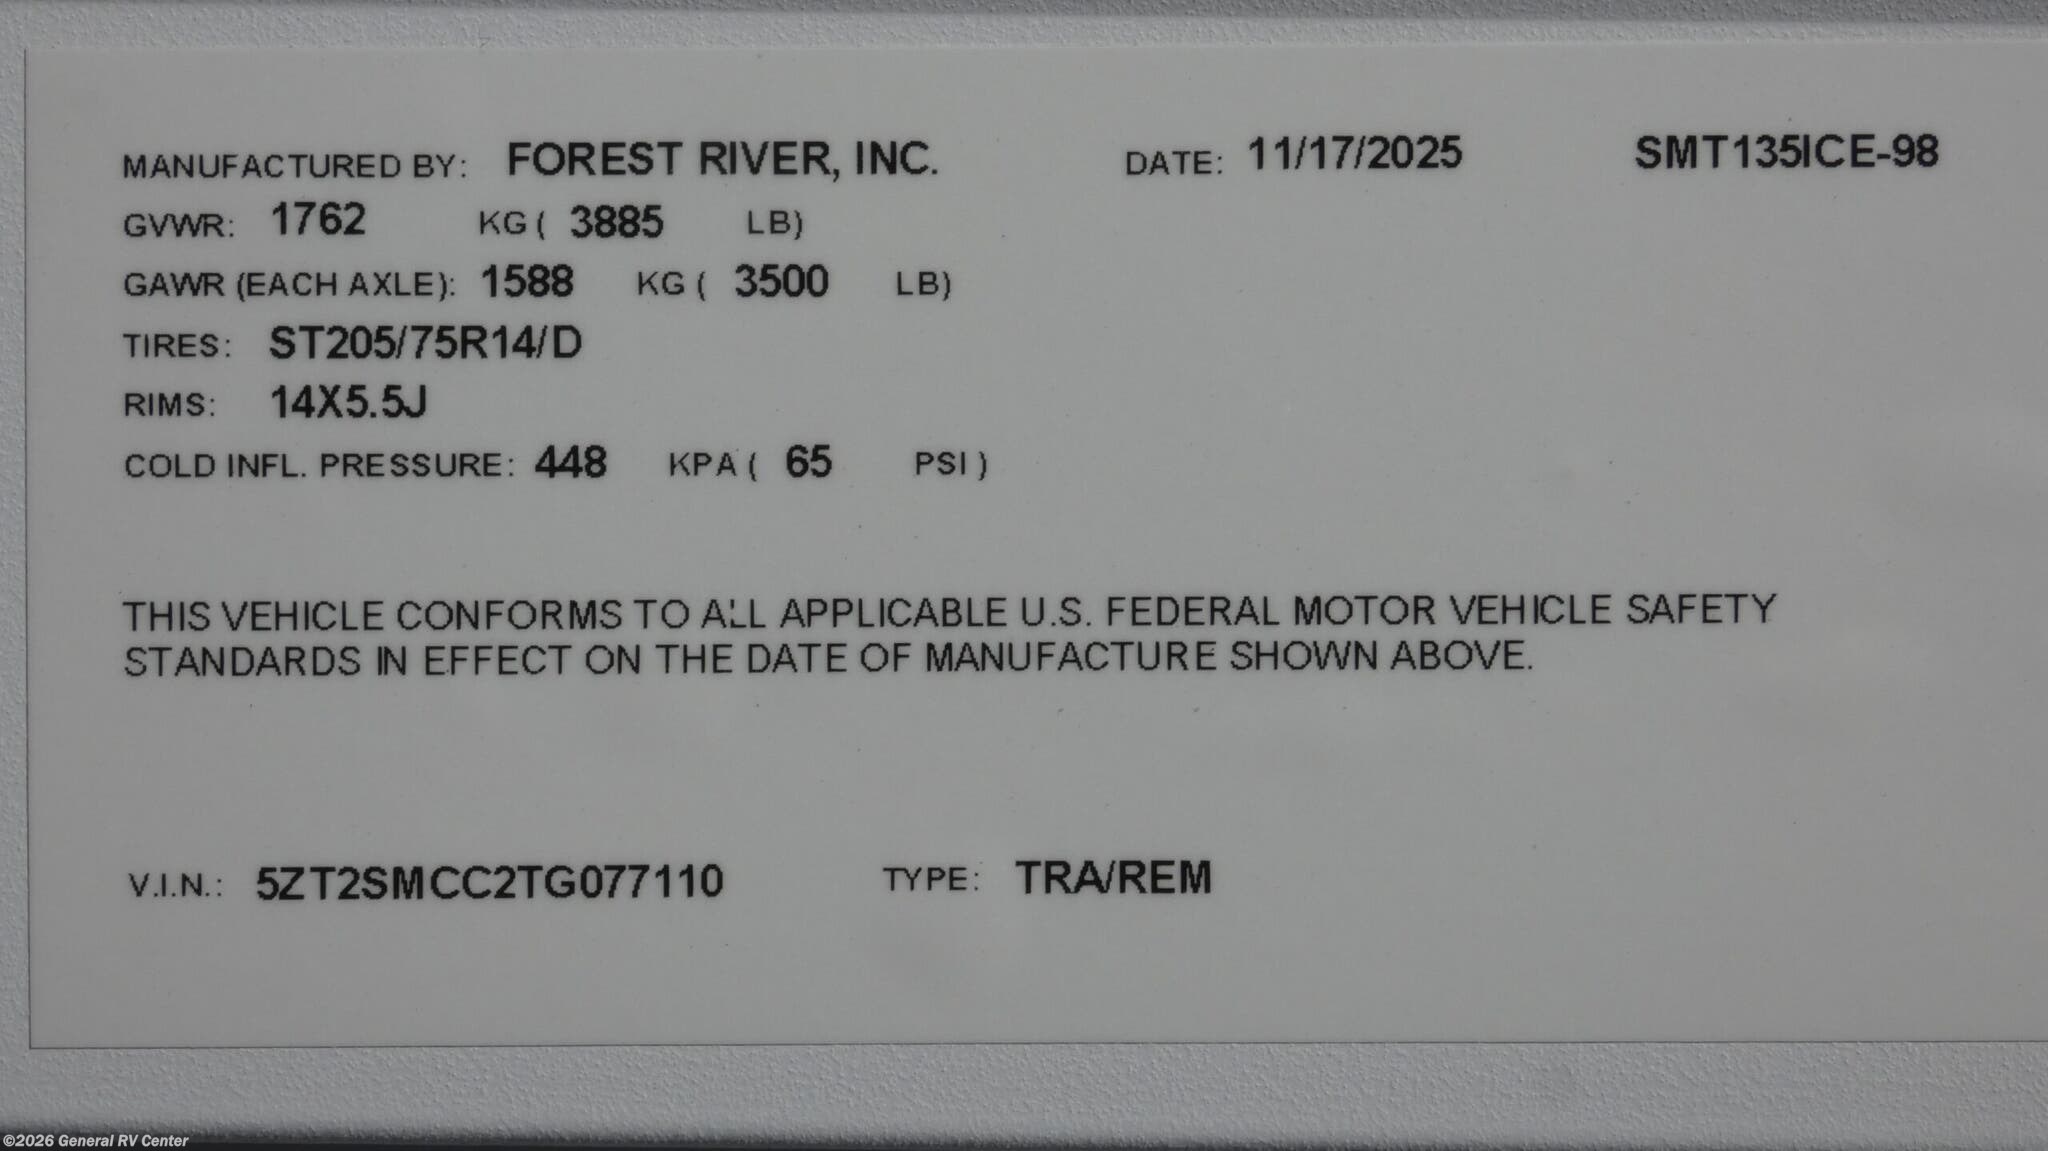 MANUFACTURED BY: FOREST RIVER, INC. DATE: 11/17/2025 SMT135ICE-98
GVWR: 1762 KG ( 3885 LB)
GAWR (EACH AXLE): 1588 KG ( 3500 LB)
TIRES: ST205/75R14/D
RIMS: 14X5.5J
COLD INFL. PRESSURE: 448 KPA ( 65 PSI )
THIS VEHICLE CONFORMS TO ALL APPLICABLE U.S. FEDERAL MOTOR VEHICLE SAFETY
STANDARDS IN EFFECT ON THE DATE OF MANUFACTURE SHOWN ABOVE.
V.I.N.: 5ZT2SMCC2TG077110 TYPE: TRA/REM
©2026 General RV Center